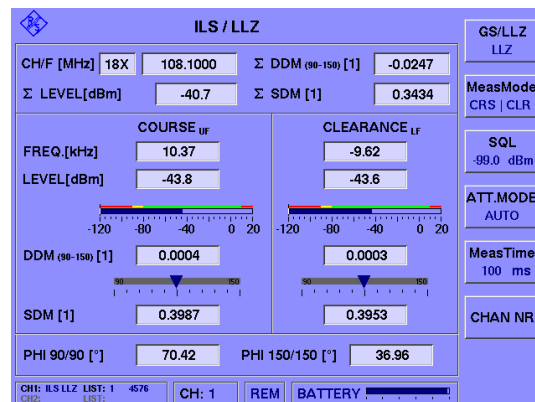 ILS / LLZ
CH/F [MHz] 18X 108.1000 Σ DDM (90-150) [1] -0.0247
Σ LEVEL[dBm] -40.7 Σ SDM [1] 0.3434
COURSE UF CLEARANCE LF
FREQ.[kHz] 10.37 -9.62
LEVEL[dBm] -43.8 -43.6
-120 -80 -40 0 20 -120 -80 -40 0 20
DDM (90-150) [1] 0.0004 0.0003
90 150 90 150
SDM [1] 0.3987 0.3953
PHI 90/90 [°] 70.42 PHI 150/150 [°] 36.96
CH1: ILS LLZ LIST: 1 4576
CH2: LIST:
CH: 1 REM BATTERY
GS/LLZ
LLZ
MeasMode
CRS | CLR
SQL
-99.0 dBm
ATT.MODE
AUTO
MeasTime
100 ms
CHAN NR